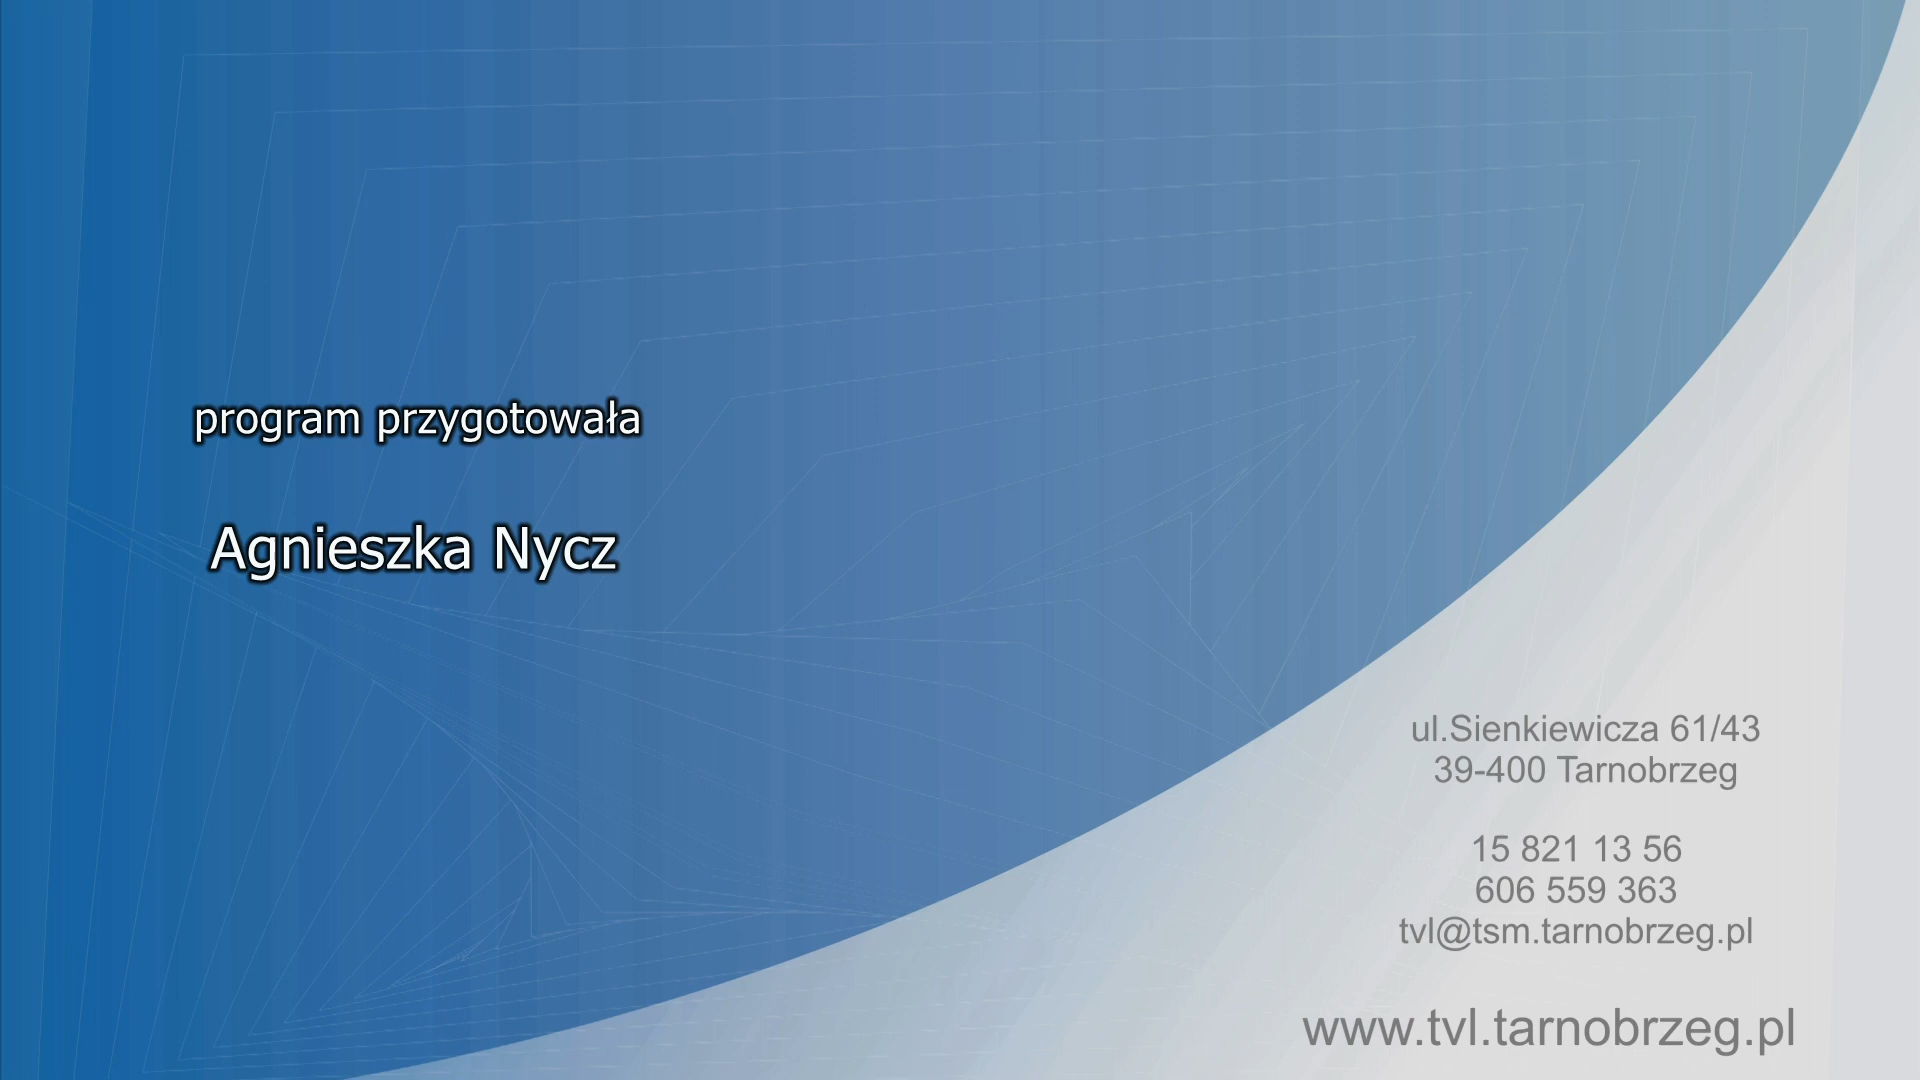 program przygotowała
Agnieszka Nycz
ul.Sienkiewicza 61/43
39-400 Tarnobrzeg
15 821 13 56
606 559 363
tvl@tsm.tarnobrzeg.pl
www.tvl.tarnobrzeg.pl